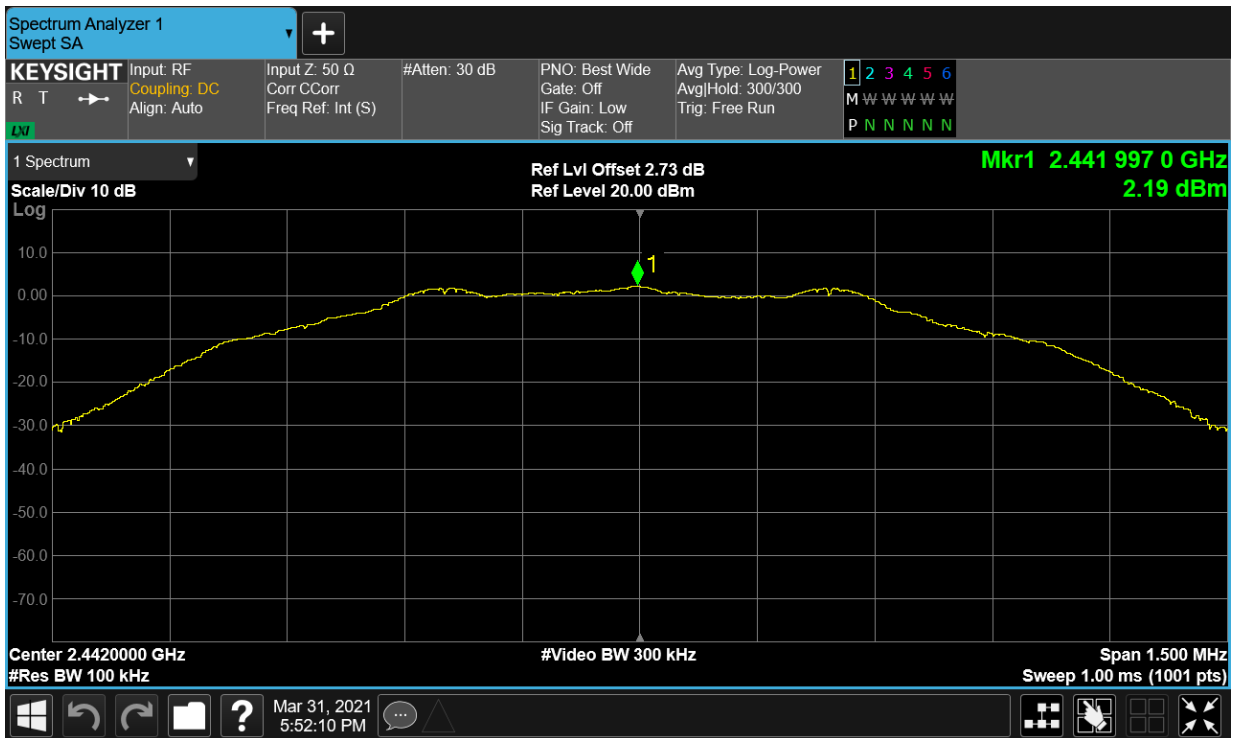 Spectrum Analyzer 1
Swept SA
KEYSIGHT
R T
LXI
Input: RF
Coupling: DC
Align: Auto
Input Z: 50 Ω
Corr CCorr
Freq Ref: Int (S)
#Atten: 30 dB
PNO: Best Wide
Gate: Off
IF Gain: Low
Sig Track: Off
Avg Type: Log-Power
Avg|Hold: 300/300
Trig: Free Run
1 2 3 4 5 6
M W W W W W
P N N N N N
1 Spectrum
Scale/Div 10 dB
Log
Ref Lvl Offset 2.73 dB
Ref Level 20.00 dBm
Mkr1 2.441 997 0 GHz
2.19 dBm
1
10.0
0.00
-10.0
-20.0
-30.0
-40.0
-50.0
-60.0
-70.0
Center 2.4420000 GHz
#Res BW 100 kHz
#Video BW 300 kHz
Span 1.500 MHz
Sweep 1.00 ms (1001 pts)
?
Mar 31, 2021
5:52:10 PM